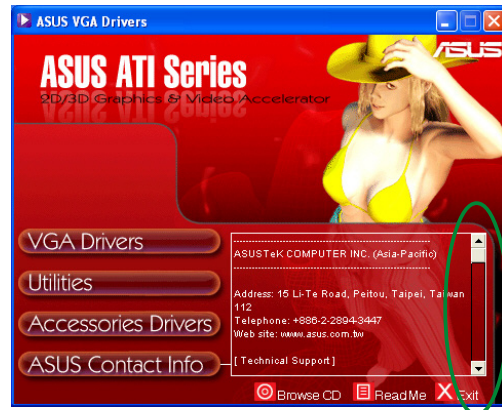 ASUS VGA Drivers
/SUS
ASUS ATI Series
2D/3D Graphics & Video Accelerator
VGA Drivers
Utilities
Accessories Drivers
ASUS Contact Info
ASUSTeK COMPUTER INC. (Asia-Pacific)
Address: 15 Li-Te Road, Peitou, Taipei, Taiwan
112
Telephone: +886-2-2894-3447
Web site: www.asus.com.tw
[ Technical Support ]
Browse CD
ReadMe
Exit